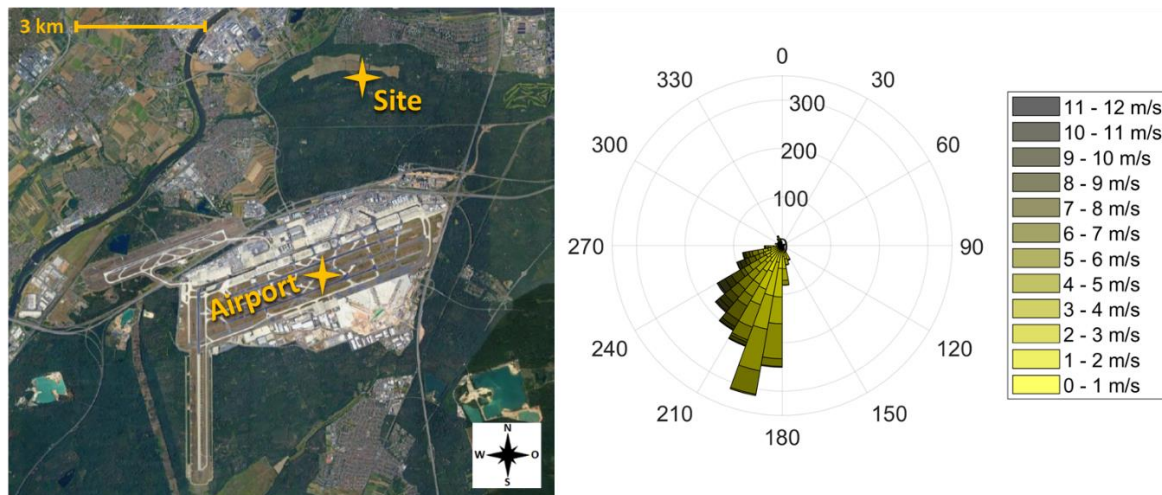 3 km
Site
Airport
N
W O
S
0
330 30
300
300 200 60
100
0
270 90
240 120
210 150
180
11 - 12 m/s
10 - 11 m/s
9 - 10 m/s
8 - 9 m/s
7 - 8 m/s
6 - 7 m/s
5 - 6 m/s
4 - 5 m/s
3 - 4 m/s
2 - 3 m/s
1 - 2 m/s
0 - 1 m/s